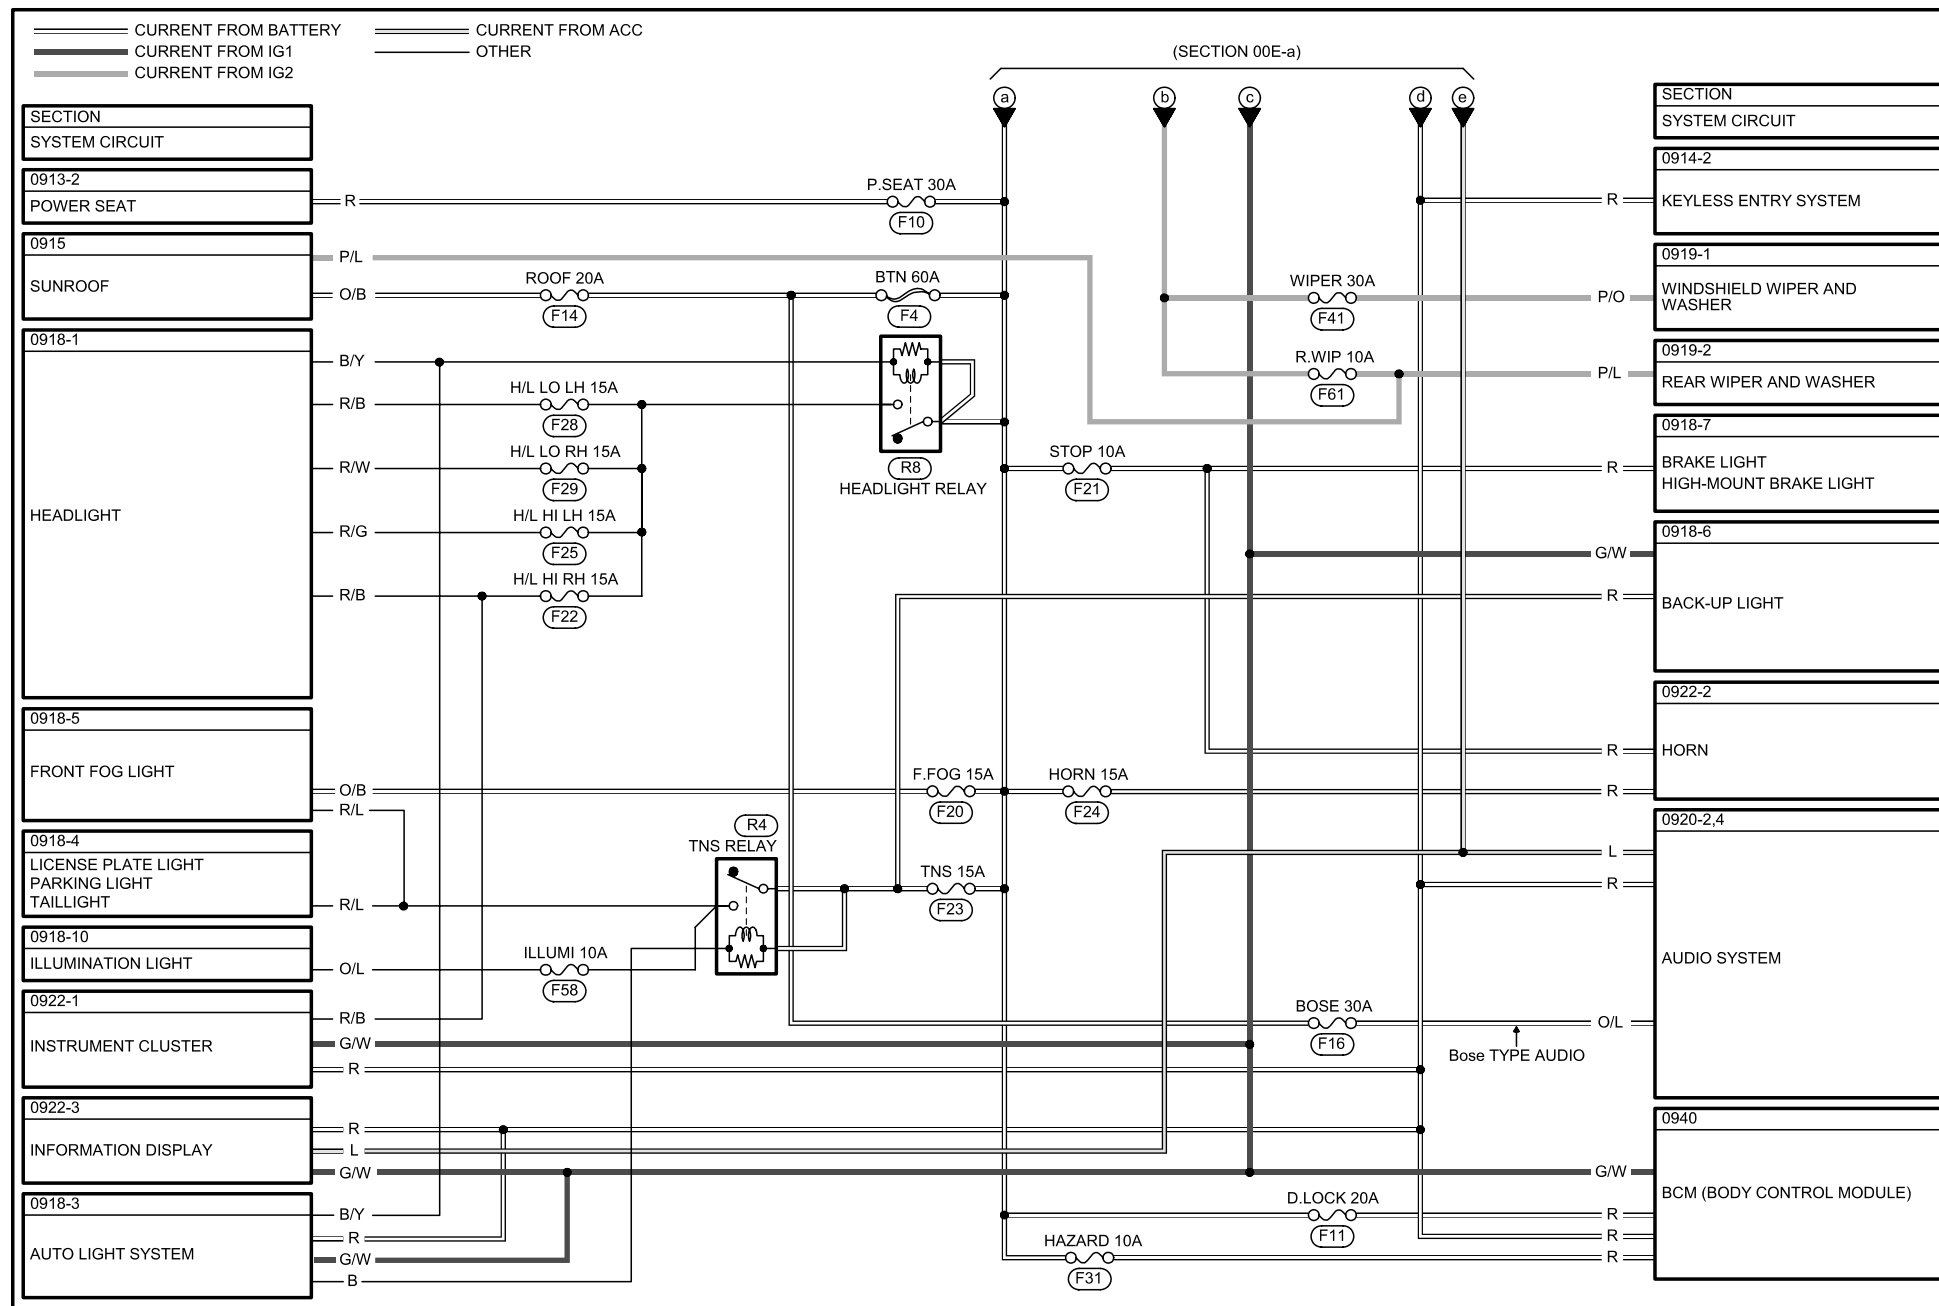 CURRENT FROM BATTERY
CURRENT FROM IG1
CURRENT FROM IG2
CURRENT FROM ACC
OTHER
(SECTION 00E-a)
a
b
c
d
e
SECTION
SYSTEM CIRCUIT
0913-2
POWER SEAT
R
P.SEAT 30A
F10
0915
SUNROOF
P/L
O/B
ROOF 20A
F14
BTN 60A
F4
0918-1
HEADLIGHT
B/Y
R/B
H/L LO LH 15A
F28
R/W
H/L LO RH 15A
F29
R/G
H/L HI LH 15A
F25
R/B
H/L HI RH 15A
F22
R8
HEADLIGHT RELAY
0918-5
FRONT FOG LIGHT
O/B
R/L
F.FOG 15A
F20
HORN 15A
F24
0918-4
LICENSE PLATE LIGHT
PARKING LIGHT
TAILLIGHT
R/L
R4
TNS RELAY
TNS 15A
F23
0918-10
ILLUMINATION LIGHT
O/L
ILLUMI 10A
F58
0922-1
INSTRUMENT CLUSTER
R/B
G/W
R
0922-3
INFORMATION DISPLAY
R
L
G/W
0918-3
AUTO LIGHT SYSTEM
B/Y
R
G/W
B
SECTION
SYSTEM CIRCUIT
0914-2
KEYLESS ENTRY SYSTEM
R
0919-1
WINDSHIELD WIPER AND
WASHER
WIPER 30A
F41
P/O
0919-2
REAR WIPER AND WASHER
R.WIP 10A
F61
P/L
0918-7
BRAKE LIGHT
HIGH-MOUNT BRAKE LIGHT
STOP 10A
F21
R
0918-6
BACK-UP LIGHT
G/W
R
0922-2
HORN
R
R
0920-2,4
AUDIO SYSTEM
L
R
BOSE 30A
F16
O/L
Bose TYPE AUDIO
0940
BCM (BODY CONTROL MODULE)
G/W
D.LOCK 20A
F11
R
R
HAZARD 10A
F31
R